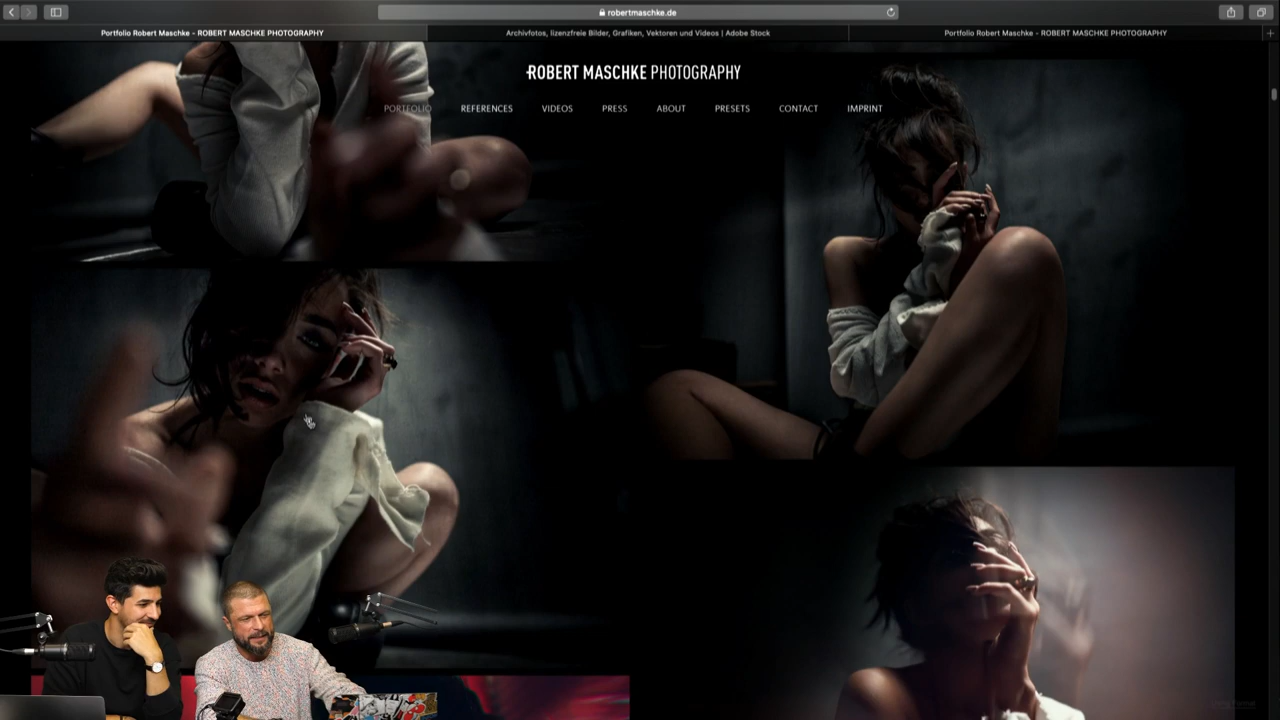 robertmaschke.de
Portfolio Robert Maschke - ROBERT MASCHKE PHOTOGRAPHY
Archivfotos, lizenzfreie Bilder, Grafiken, Vektoren und Videos | Adobe Stock
Portfolio Robert Maschke - ROBERT MASCHKE PHOTOGRAPHY
ROBERT MASCHKE PHOTOGRAPHY
PORTFOLIO REFERENCES VIDEOS PRESS ABOUT PRESETS CONTACT IMPRINT